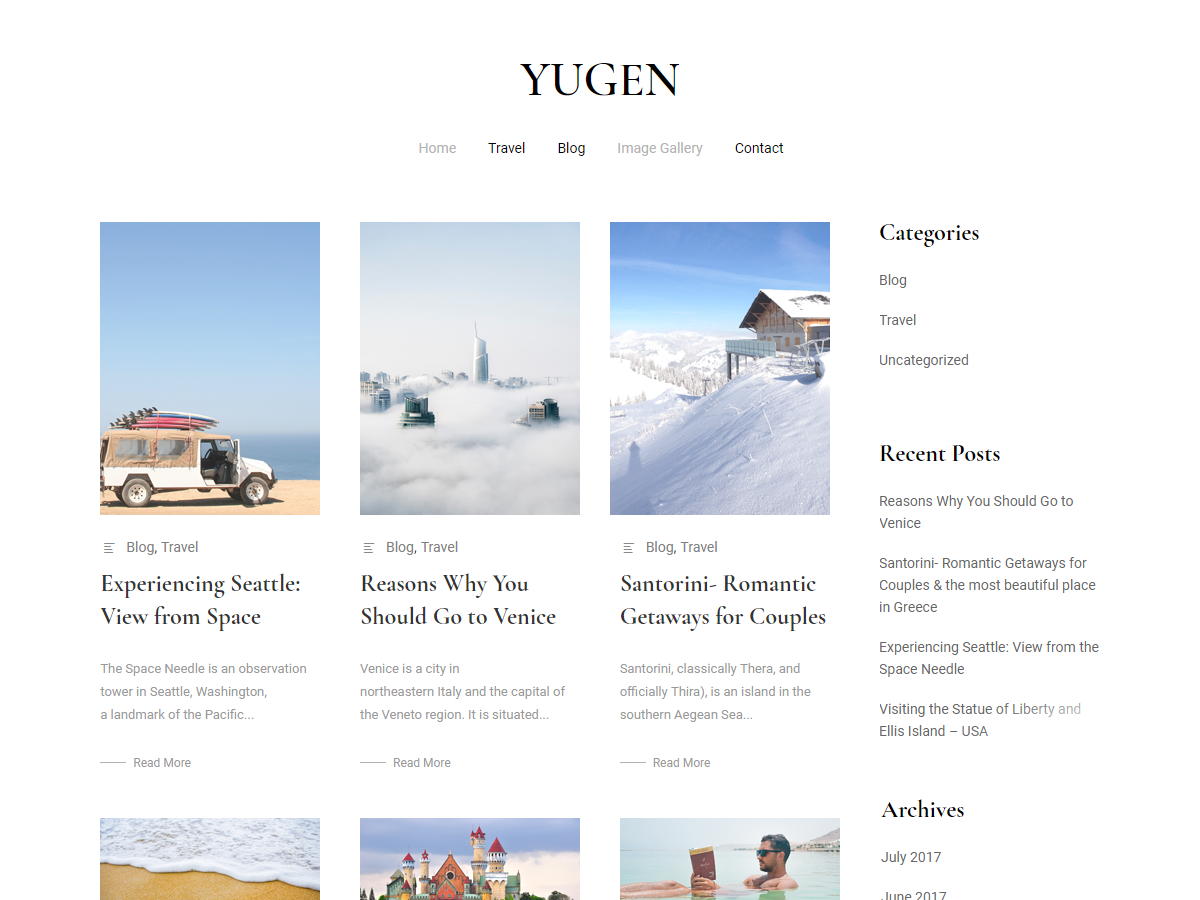 YUGEN
Home Travel Blog Image Gallery Contact
Blog, Travel
Experiencing Seattle:
View from Space
The Space Needle is an observation
tower in Seattle, Washington,
a landmark of the Pacific...
Read More
Blog, Travel
Reasons Why You
Should Go to Venice
Venice is a city in
northeastern Italy and the capital of
the Veneto region. It is situated...
Read More
Blog, Travel
Santorini- Romantic
Getaways for Couples
Santorini, classically Thera, and
officially Thira), is an island in the
southern Aegean Sea...
Read More
Categories
Blog
Travel
Uncategorized
Recent Posts
Reasons Why You Should Go to
Venice
Santorini- Romantic Getaways for
Couples & the most beautiful place
in Greece
Experiencing Seattle: View from the
Space Needle
Visiting the Statue of Liberty and
Ellis Island – USA
Archives
July 2017
June 2017